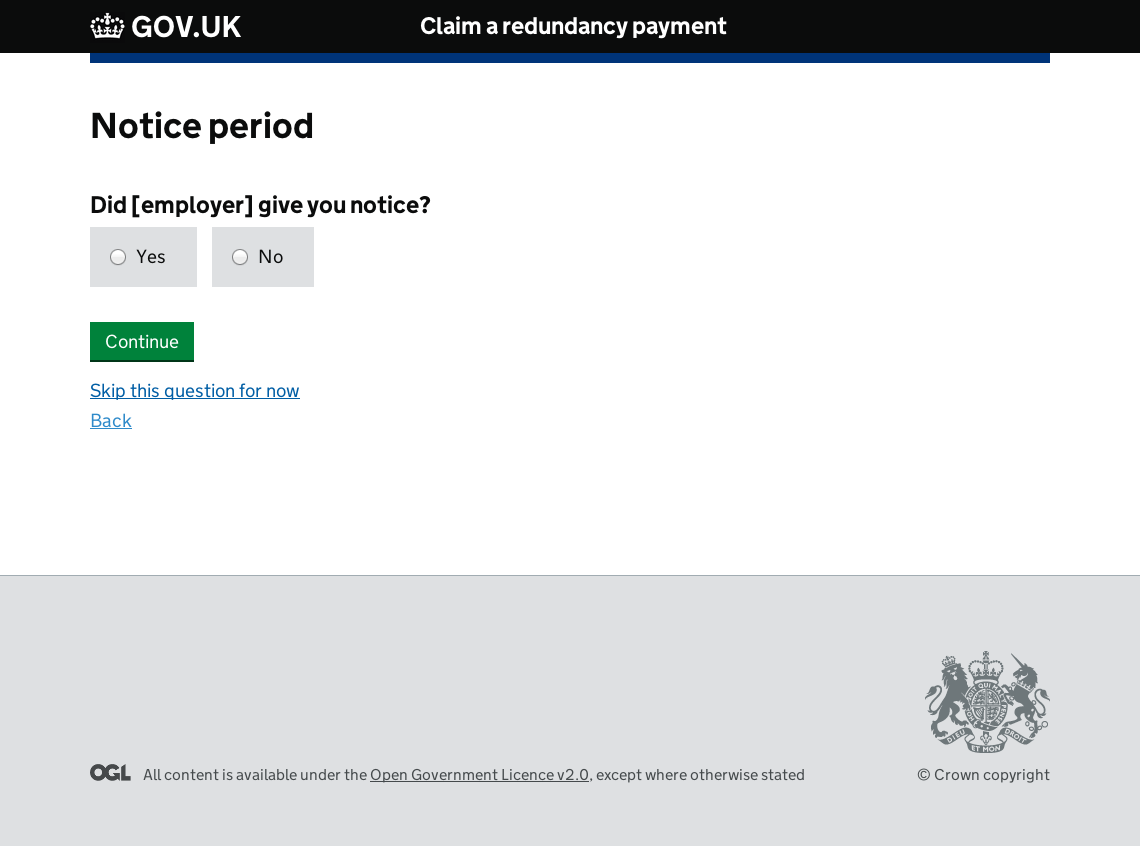 GOV.UK
Claim a redundancy payment
Notice period
Did [employer] give you notice?
Yes
No
Continue
Skip this question for now
Back
DIEU ET MON DROIT
OGL
All content is available under the Open Government Licence v2.0, except where otherwise stated
© Crown copyright